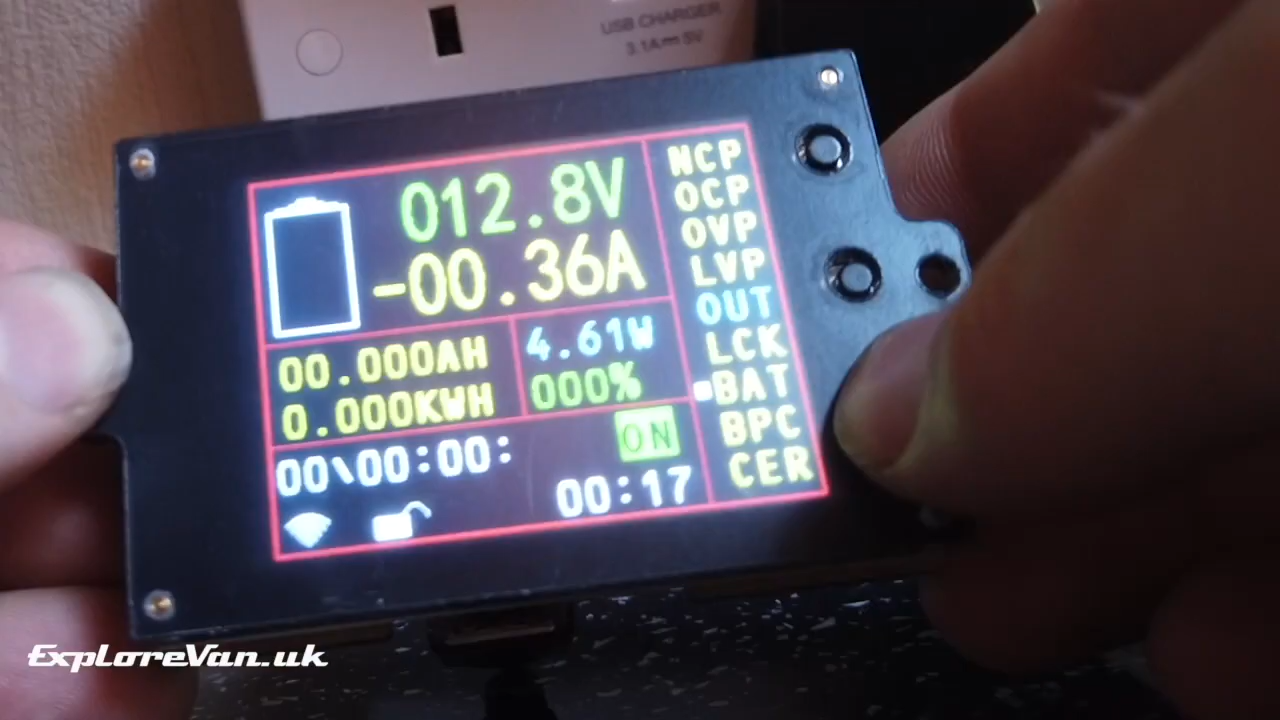 USB CHARGER
3.1A⎓5V
012.8V
-00.36A
00.000AH
0.000KWH
4.61W
000%
00\00:00:
ON
00:17
NCP
OCP
OVP
LVP
OUT
LCK
BAT
BPC
CER
ExploreVan.uk